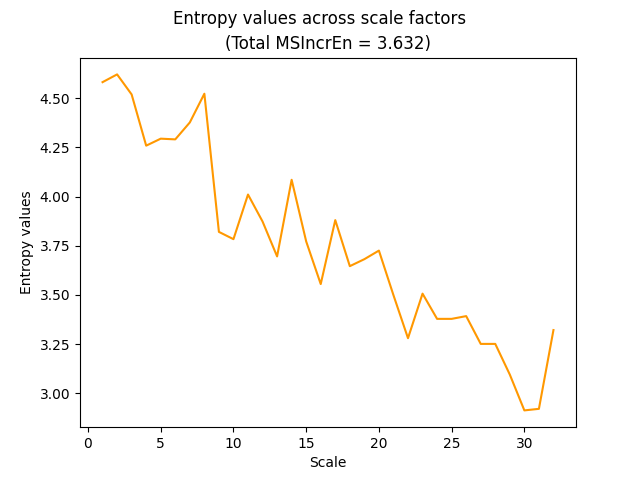 Entropy values across scale factors
(Total MSIncrEn = 3.632)
4.50
4.25
4.00
3.75
3.50
3.25
3.00
Entropy values
0 5 10 15 20 25 30
Scale